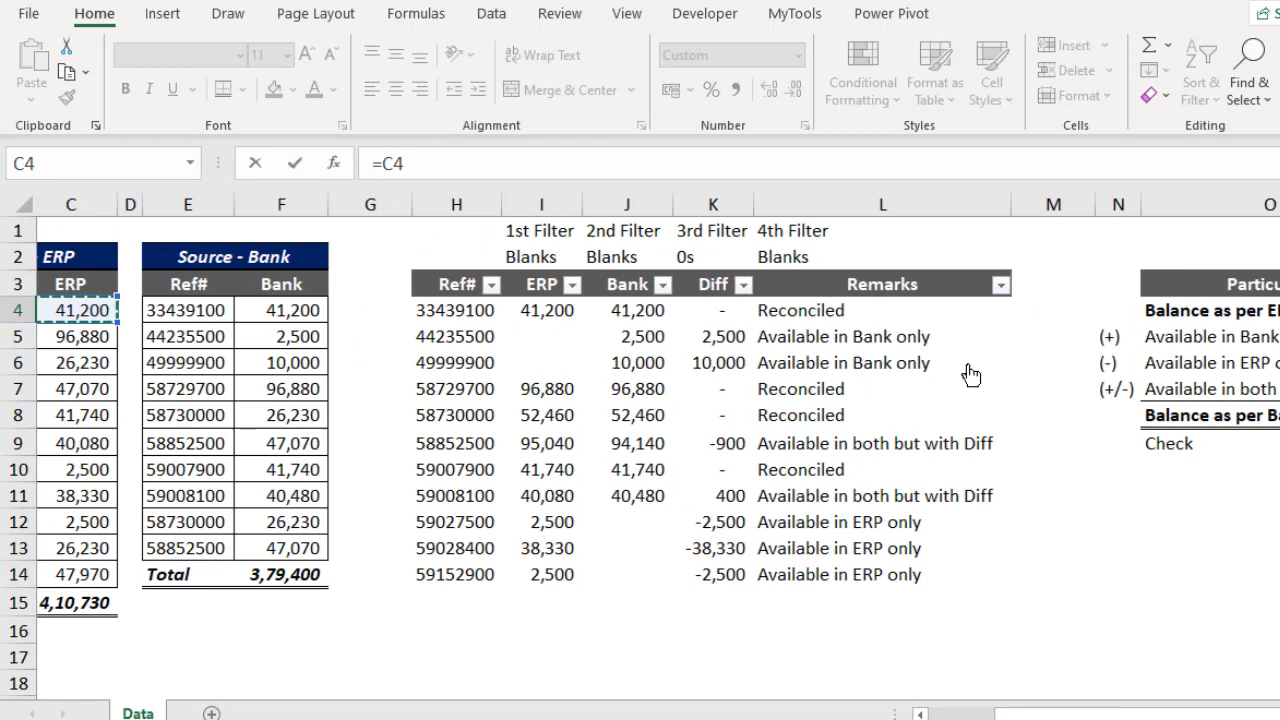 File Home Insert Draw Page Layout Formulas Data Review View Developer MyTools Power Pivot S
11 Wrap Text Custom Insert
Paste Merge & Center Conditional Formatting Format as Table Cell Styles Delete Format Sort & Filter Find & Select
Clipboard Font Alignment Number Styles Cells Editing
C4 fx =C4
C D E F G H I J K L M N O
1 1st Filter 2nd Filter 3rd Filter 4th Filter
2 ERP Source - Bank Blanks Blanks 0s Blanks
3 ERP Ref# Bank Ref# ERP Bank Diff Remarks Particu
4 41,200 33439100 41,200 33439100 41,200 41,200 - Reconciled Balance as per E
5 96,880 44235500 2,500 44235500 2,500 2,500 Available in Bank only (+) Available in Bank
6 26,230 49999900 10,000 49999900 10,000 10,000 Available in Bank only (-) Available in ERP o
7 47,070 58729700 96,880 58729700 96,880 96,880 - Reconciled (+/-) Available in both
8 41,740 58730000 26,230 58730000 52,460 52,460 - Reconciled Balance as per Ba
9 40,080 58852500 47,070 58852500 95,040 94,140 -900 Available in both but with Diff Check
10 2,500 59007900 41,740 59007900 41,740 41,740 - Reconciled
11 38,330 59008100 40,480 59008100 40,080 40,480 400 Available in both but with Diff
12 2,500 58730000 26,230 59027500 2,500 -2,500 Available in ERP only
13 26,230 58852500 47,070 59028400 38,330 -38,330 Available in ERP only
14 47,970 Total 3,79,400 59152900 2,500 -2,500 Available in ERP only
15 4,10,730
16
17
18
Data